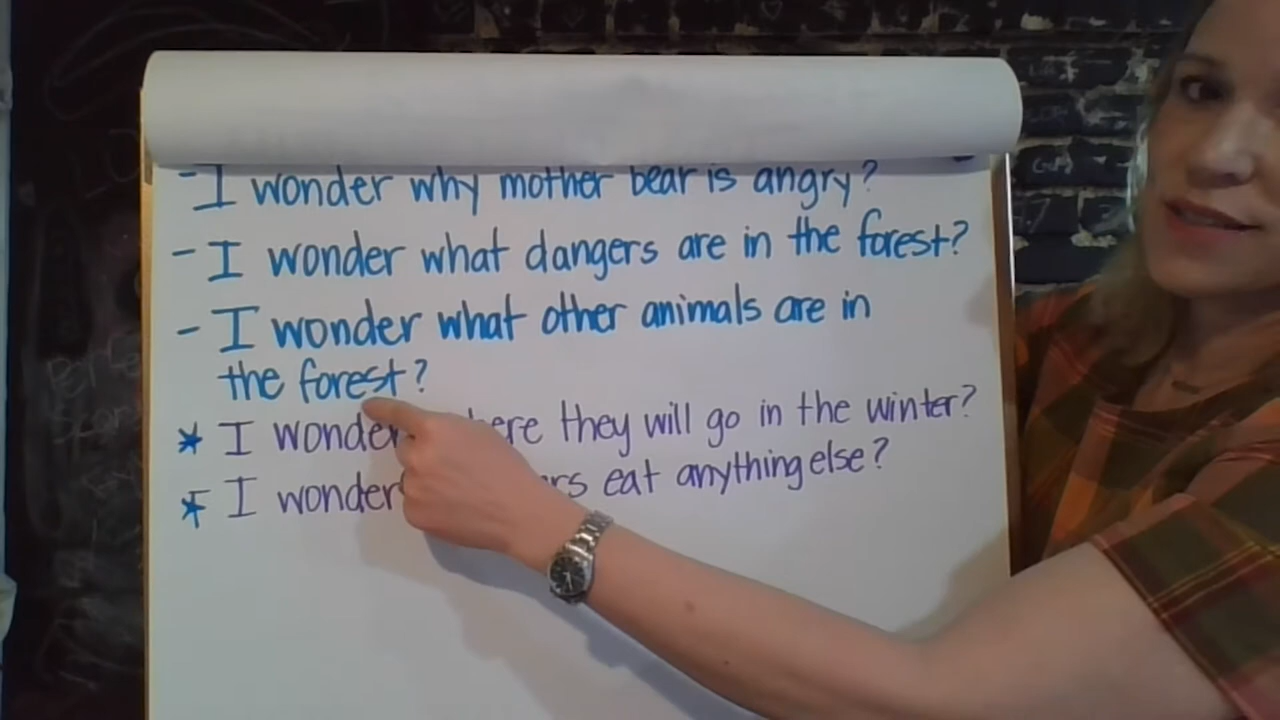 - I wonder why mother bear is angry?
- I wonder what dangers are in the forest?
- I wonder what other animals are in
the forest?
* I wonder they will go in the winter?
* I wonder eat anything else?